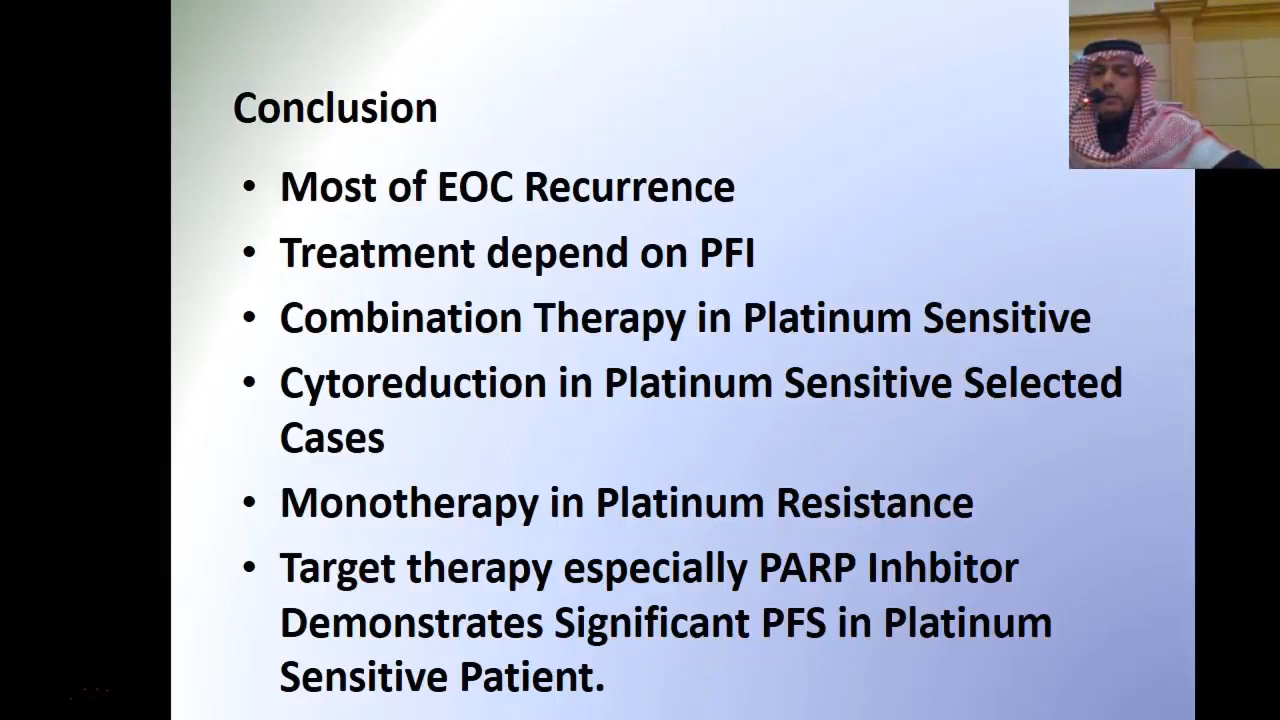 Conclusion
• Most of EOC Recurrence
• Treatment depend on PFI
• Combination Therapy in Platinum Sensitive
• Cytoreduction in Platinum Sensitive Selected
Cases
• Monotherapy in Platinum Resistance
• Target therapy especially PARP Inhbitor
Demonstrates Significant PFS in Platinum
Sensitive Patient.